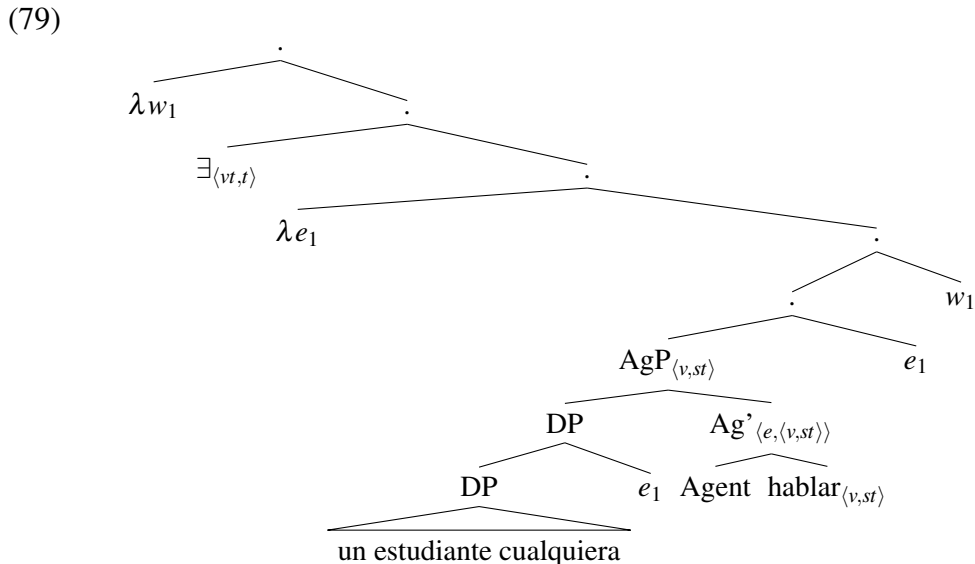 (79)
.
λw₁
.
∃⟨vt,t⟩
.
λe₁
.
.
w₁
AgP⟨v,st⟩
e₁
DP Ag’⟨e,⟨v,st⟩⟩
DP e₁ Agent hablar⟨v,st⟩
un estudiante cualquiera